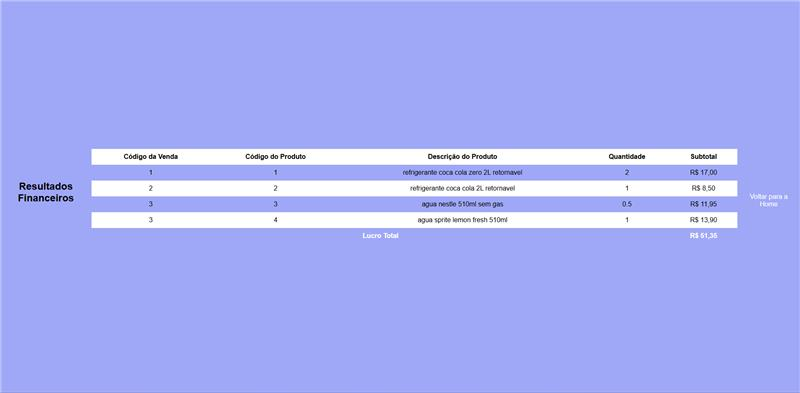 Resultados
Financeiros
Código da Venda Código do Produto Descrição do Produto Quantidade Subtotal
1 1 refrigerante coca cola zero 2L retornavel 2 R$ 17,00
2 2 refrigerante coca cola 2L retornavel 1 R$ 8,50
3 3 agua nestle 510ml sem gas 0.5 R$ 11,95
3 4 agua sprite lemon fresh 510ml 1 R$ 13,90
Lucro Total R$ 51,35
Voltar para a
Home